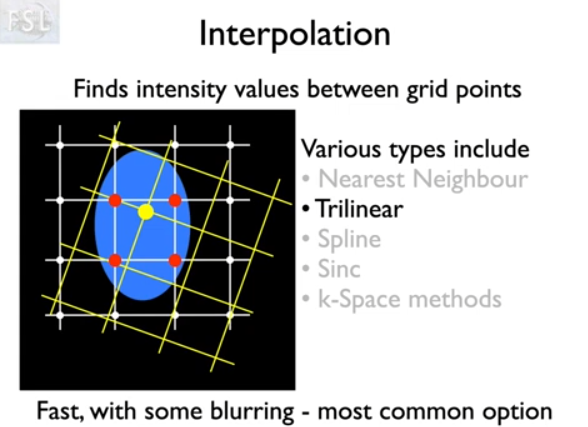 FSL
Interpolation
Finds intensity values between grid points
Various types include
• Nearest Neighbour
• Trilinear
• Spline
• Sinc
• k-Space methods
Fast, with some blurring - most common option